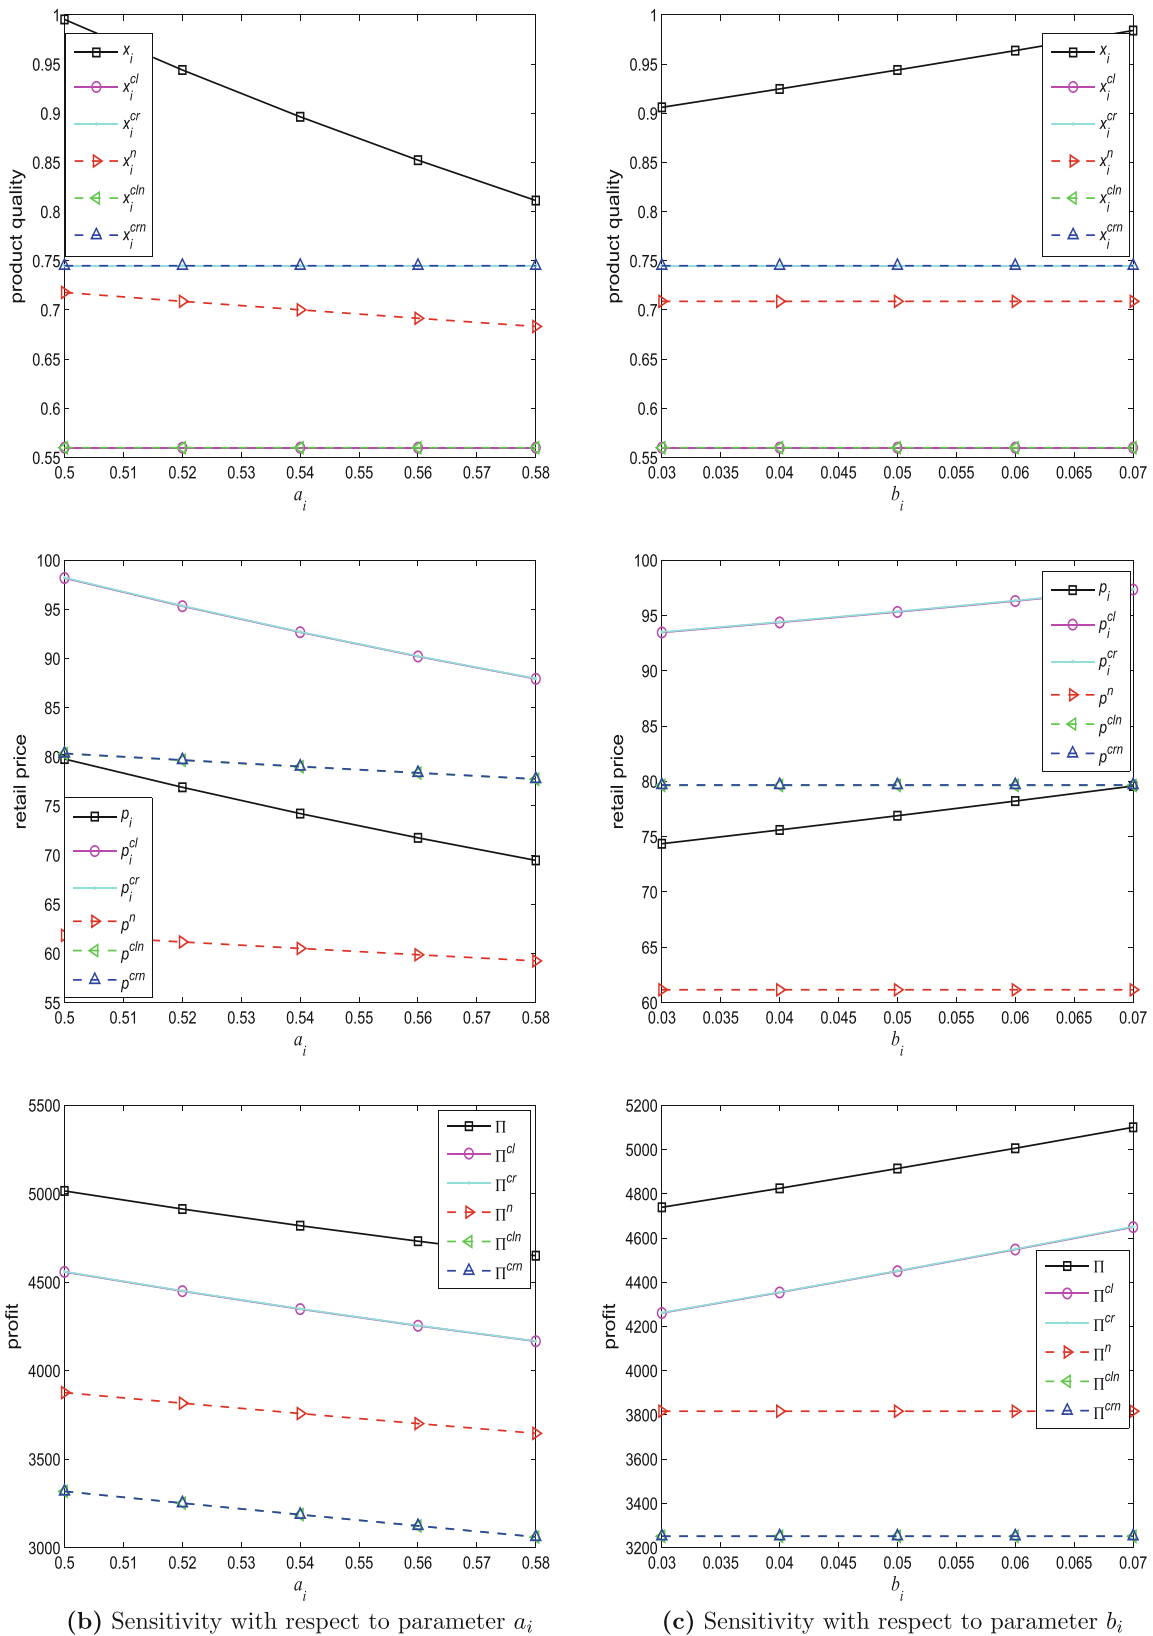 1
0.95
0.9
0.85
0.8
0.75
0.7
0.65
0.6
0.55
product quality
x_i
x_i^cl
x_i^cr
x_i^n
x_i^cln
x_i^crn
0.5 0.51 0.52 0.53 0.54 0.55 0.56 0.57 0.58
a_i
1
0.95
0.9
0.85
0.8
0.75
0.7
0.65
0.6
0.55
product quality
x_i
x_i^cl
x_i^cr
x_i^n
x_i^cln
x_i^crn
0.03 0.035 0.04 0.045 0.05 0.055 0.06 0.065 0.07
b_i
100
95
90
85
80
75
70
65
60
55
retail price
p_i
p_i^cl
p_i^cr
p^n
p^cln
p^crn
0.5 0.51 0.52 0.53 0.54 0.55 0.56 0.57 0.58
a_i
100
95
90
85
80
75
70
65
60
retail price
p_i
p_i^cl
p_i^cr
p^n
p^cln
p^crn
0.03 0.035 0.04 0.045 0.05 0.055 0.06 0.065 0.07
b_i
5500
5000
4500
4000
3500
3000
profit
Π
Π^cl
Π^cr
Π^n
Π^cln
Π^crn
0.5 0.51 0.52 0.53 0.54 0.55 0.56 0.57 0.58
a_i
5200
5000
4800
4600
4400
4200
4000
3800
3600
3400
3200
profit
Π
Π^cl
Π^cr
Π^n
Π^cln
Π^crn
0.03 0.035 0.04 0.045 0.05 0.055 0.06 0.065 0.07
b_i
(b) Sensitivity with respect to parameter a_i
(c) Sensitivity with respect to parameter b_i